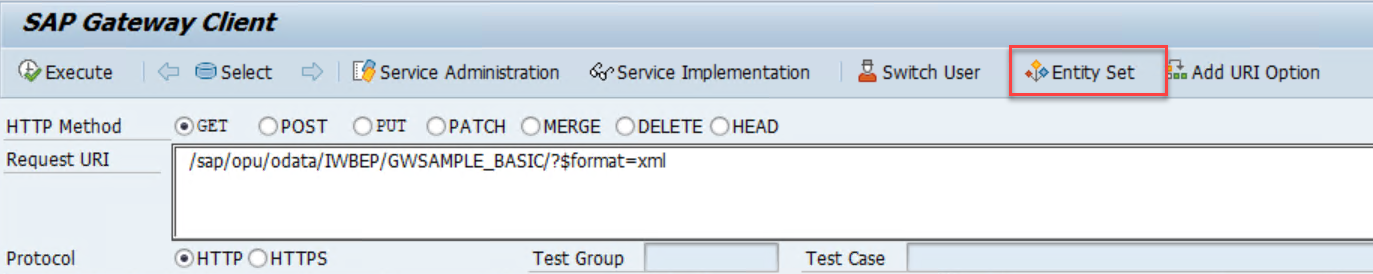 SAP Gateway Client
Execute Select Service Administration Service Implementation Switch User Entity Set Add URI Option
HTTP Method GET POST PUT PATCH MERGE DELETE HEAD
Request URI /sap/opu/odata/IWBEP/GWSAMPLE_BASIC/?$format=xml
Protocol HTTP HTTPS Test Group Test Case